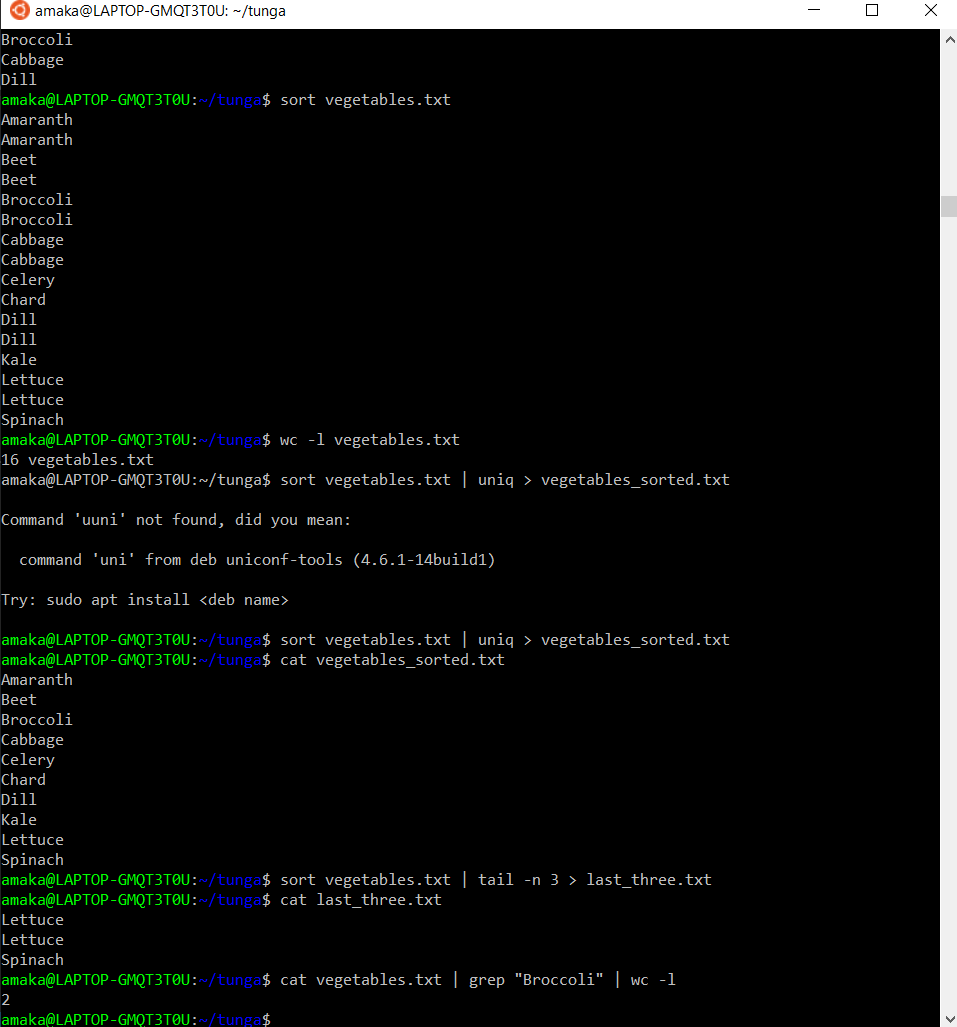 amaka@LAPTOP-GMQT3T0U: ~/tunga
Broccoli
Cabbage
Dill
amaka@LAPTOP-GMQT3T0U:~/tunga$ sort vegetables.txt
Amaranth
Amaranth
Beet
Beet
Broccoli
Broccoli
Cabbage
Cabbage
Celery
Chard
Dill
Dill
Kale
Lettuce
Lettuce
Spinach
amaka@LAPTOP-GMQT3T0U:~/tunga$ wc -l vegetables.txt
16 vegetables.txt
amaka@LAPTOP-GMQT3T0U:~/tunga$ sort vegetables.txt | uniq > vegetables_sorted.txt
Command 'uuni' not found, did you mean:
command 'uni' from deb uniconf-tools (4.6.1-14build1)
Try: sudo apt install <deb name>
amaka@LAPTOP-GMQT3T0U:~/tunga$ sort vegetables.txt | uniq > vegetables_sorted.txt
amaka@LAPTOP-GMQT3T0U:~/tunga$ cat vegetables_sorted.txt
Amaranth
Beet
Broccoli
Cabbage
Celery
Chard
Dill
Kale
Lettuce
Spinach
amaka@LAPTOP-GMQT3T0U:~/tunga$ sort vegetables.txt | tail -n 3 > last_three.txt
amaka@LAPTOP-GMQT3T0U:~/tunga$ cat last_three.txt
Lettuce
Lettuce
Spinach
amaka@LAPTOP-GMQT3T0U:~/tunga$ cat vegetables.txt | grep "Broccoli" | wc -l
2
amaka@LAPTOP-GMQT3T0U:~/tunga$